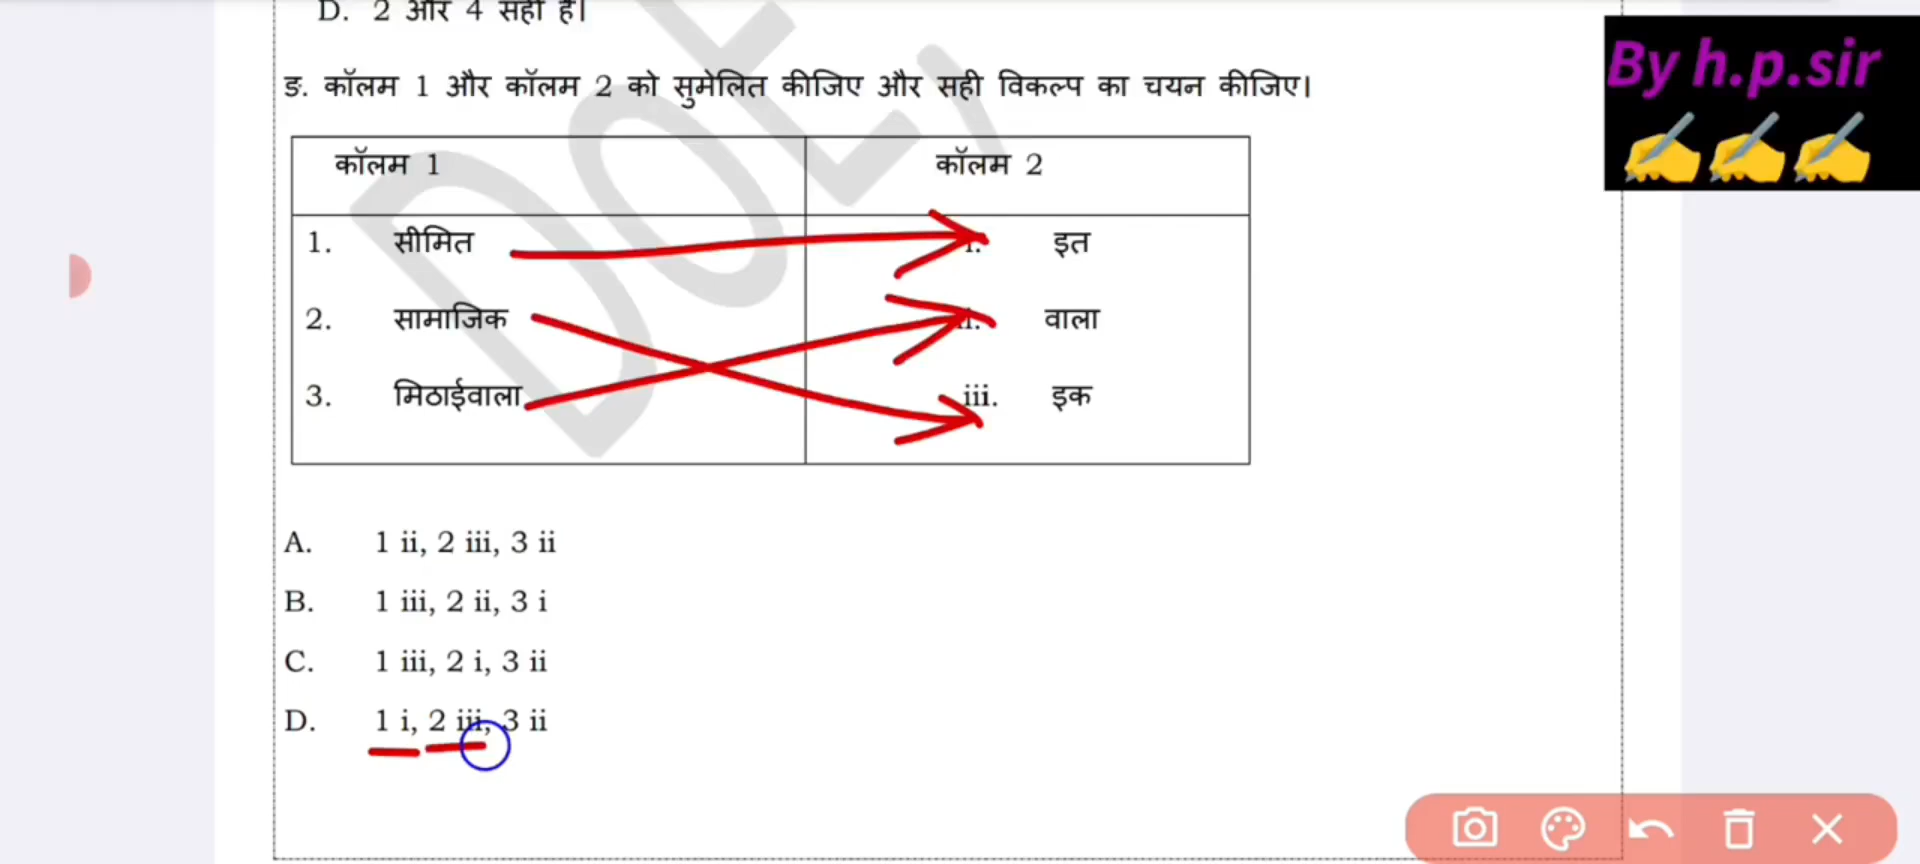 D. 2 और 4 सही हैं।
ङ. कॉलम 1 और कॉलम 2 को सुमेलित कीजिए और सही विकल्प का चयन कीजिए।
By h.p.sir
कॉलम 1 कॉलम 2
1. सीमित i. इत
2. सामाजिक ii. वाला
3. मिठाईवाला iii. इक
A. 1 ii, 2 iii, 3 ii
B. 1 iii, 2 ii, 3 i
C. 1 iii, 2 i, 3 ii
D. 1 i, 2 iii, 3 ii
DOE,